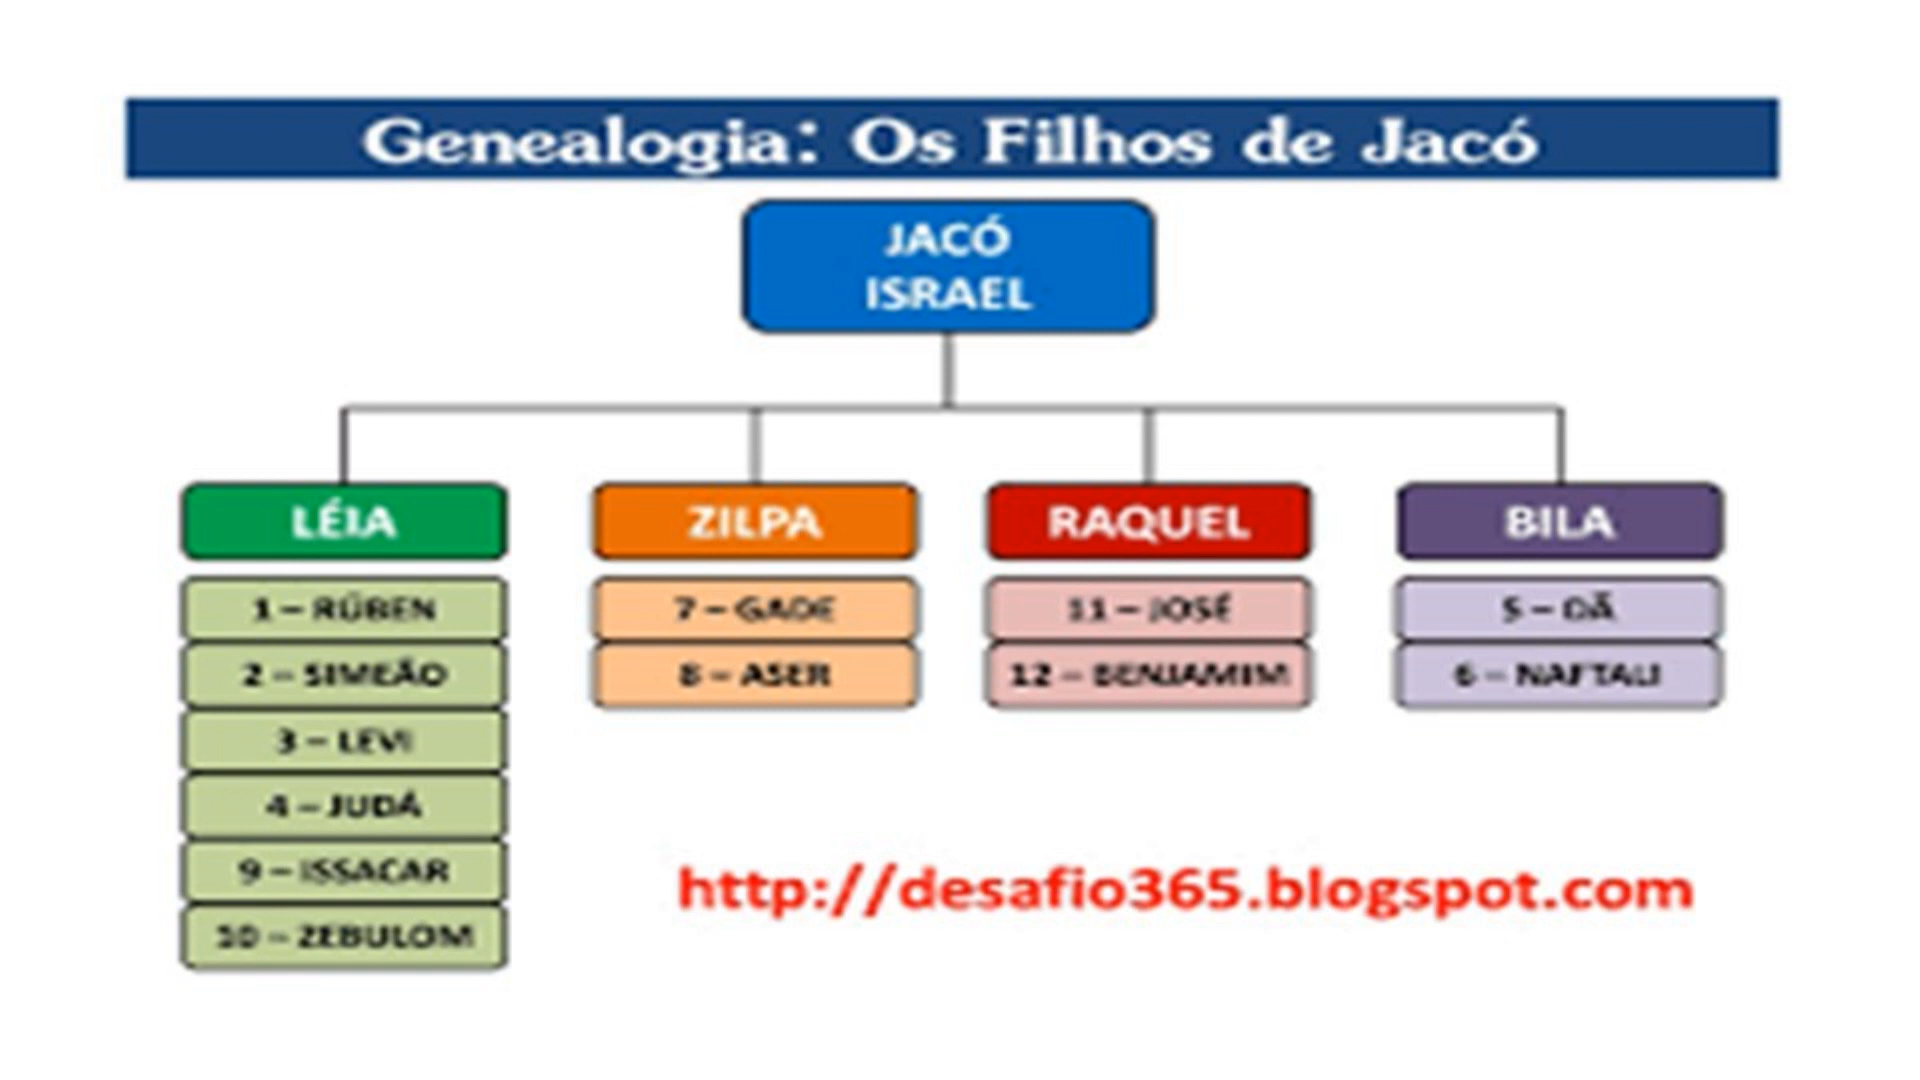 Genealogia: Os Filhos de Jacó
JACÓ
ISRAEL
LÉIA
1 – RÚBEN
2 – SIMEÃO
3 – LEVI
4 – JUDÁ
9 – ISSACAR
10 – ZEBULOM
ZILPA
7 – GADE
8 – ASER
RAQUEL
11 – JOSÉ
12 – BENJAMIM
BILA
5 – DÃ
6 – NAFTALI
http://desafio365.blogspot.com